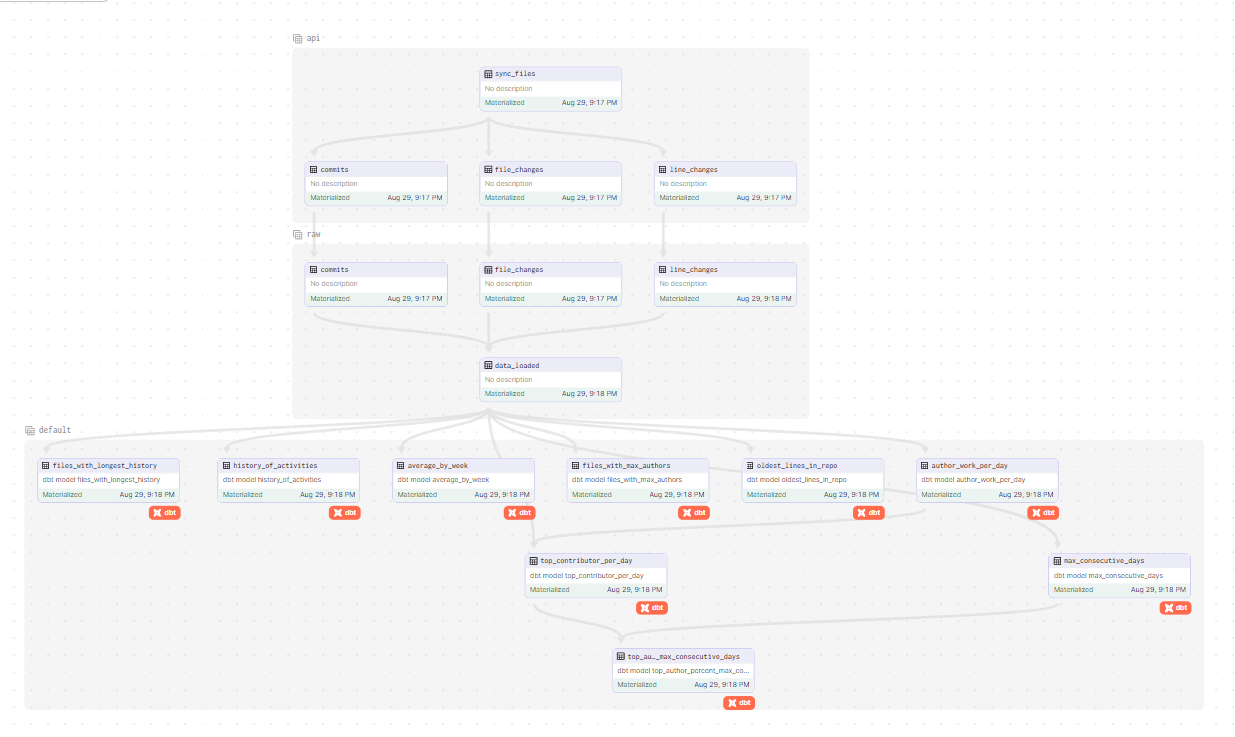 api
sync_files
No description
Materialized Aug 29, 9:17 PM
commits
No description
Materialized Aug 29, 9:17 PM
file_changes
No description
Materialized Aug 29, 9:17 PM
line_changes
No description
Materialized Aug 29, 9:17 PM
raw
commits
No description
Materialized Aug 29, 9:17 PM
file_changes
No description
Materialized Aug 29, 9:17 PM
line_changes
No description
Materialized Aug 29, 9:18 PM
data_loaded
No description
Materialized Aug 29, 9:18 PM
default
files_with_longest_history
dbt model files_with_longest_history
Materialized Aug 29, 9:18 PM
dbt
history_of_activities
dbt model history_of_activities
Materialized Aug 29, 9:18 PM
dbt
average_by_week
dbt model average_by_week
Materialized Aug 29, 9:18 PM
dbt
files_with_max_authors
dbt model files_with_max_authors
Materialized Aug 29, 9:18 PM
dbt
oldest_lines_in_repo
dbt model oldest_lines_in_repo
Materialized Aug 29, 9:18 PM
dbt
author_work_per_day
dbt model author_work_per_day
Materialized Aug 29, 9:18 PM
dbt
top_contributor_per_day
dbt model top_contributor_per_day
Materialized Aug 29, 9:18 PM
dbt
max_consecutive_days
dbt model max_consecutive_days
Materialized Aug 29, 9:18 PM
dbt
top_au…_max_consecutive_days
dbt model top_author_percent_max_co...
Materialized Aug 29, 9:18 PM
dbt